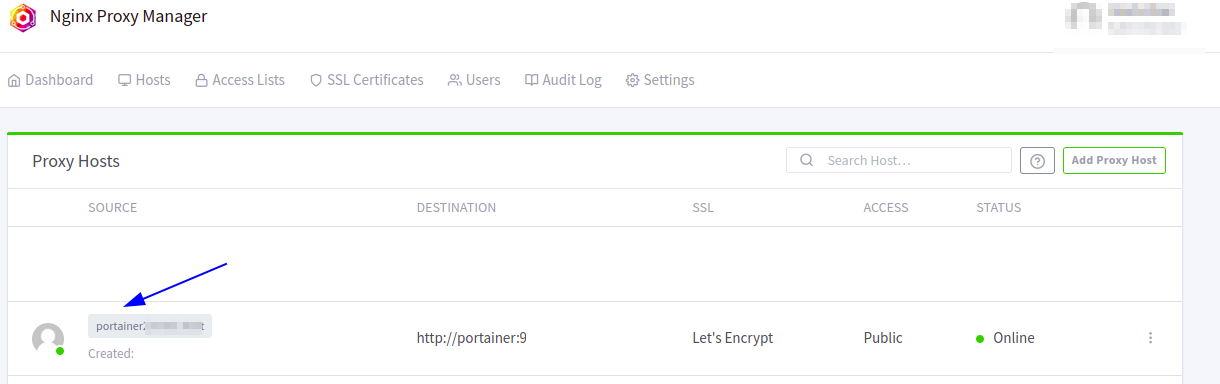 Nginx Proxy Manager
Dashboard Hosts Access Lists SSL Certificates Users Audit Log Settings
Proxy Hosts Search Host... Add Proxy Host
SOURCE DESTINATION SSL ACCESS STATUS
portainer
http://portainer:9 Let's Encrypt Public Online
Created: